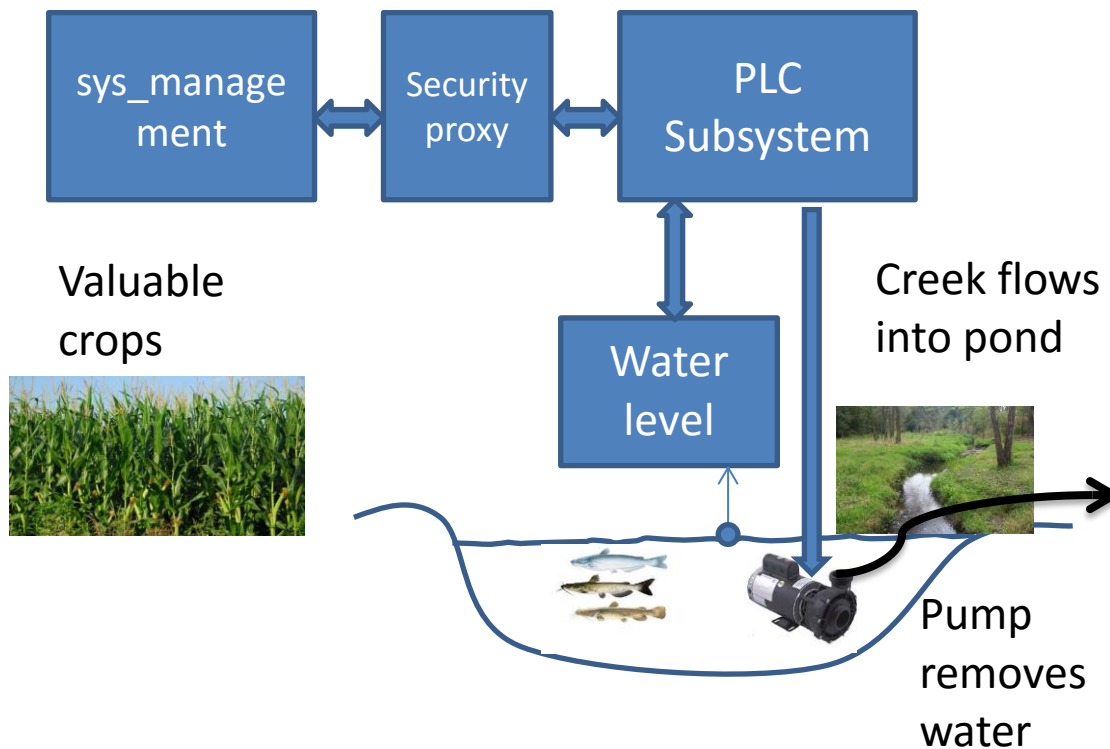 sys_manage
ment
Security
proxy
PLC
Subsystem
Valuable
crops
Water
level
Creek flows
into pond
Pump
removes
water